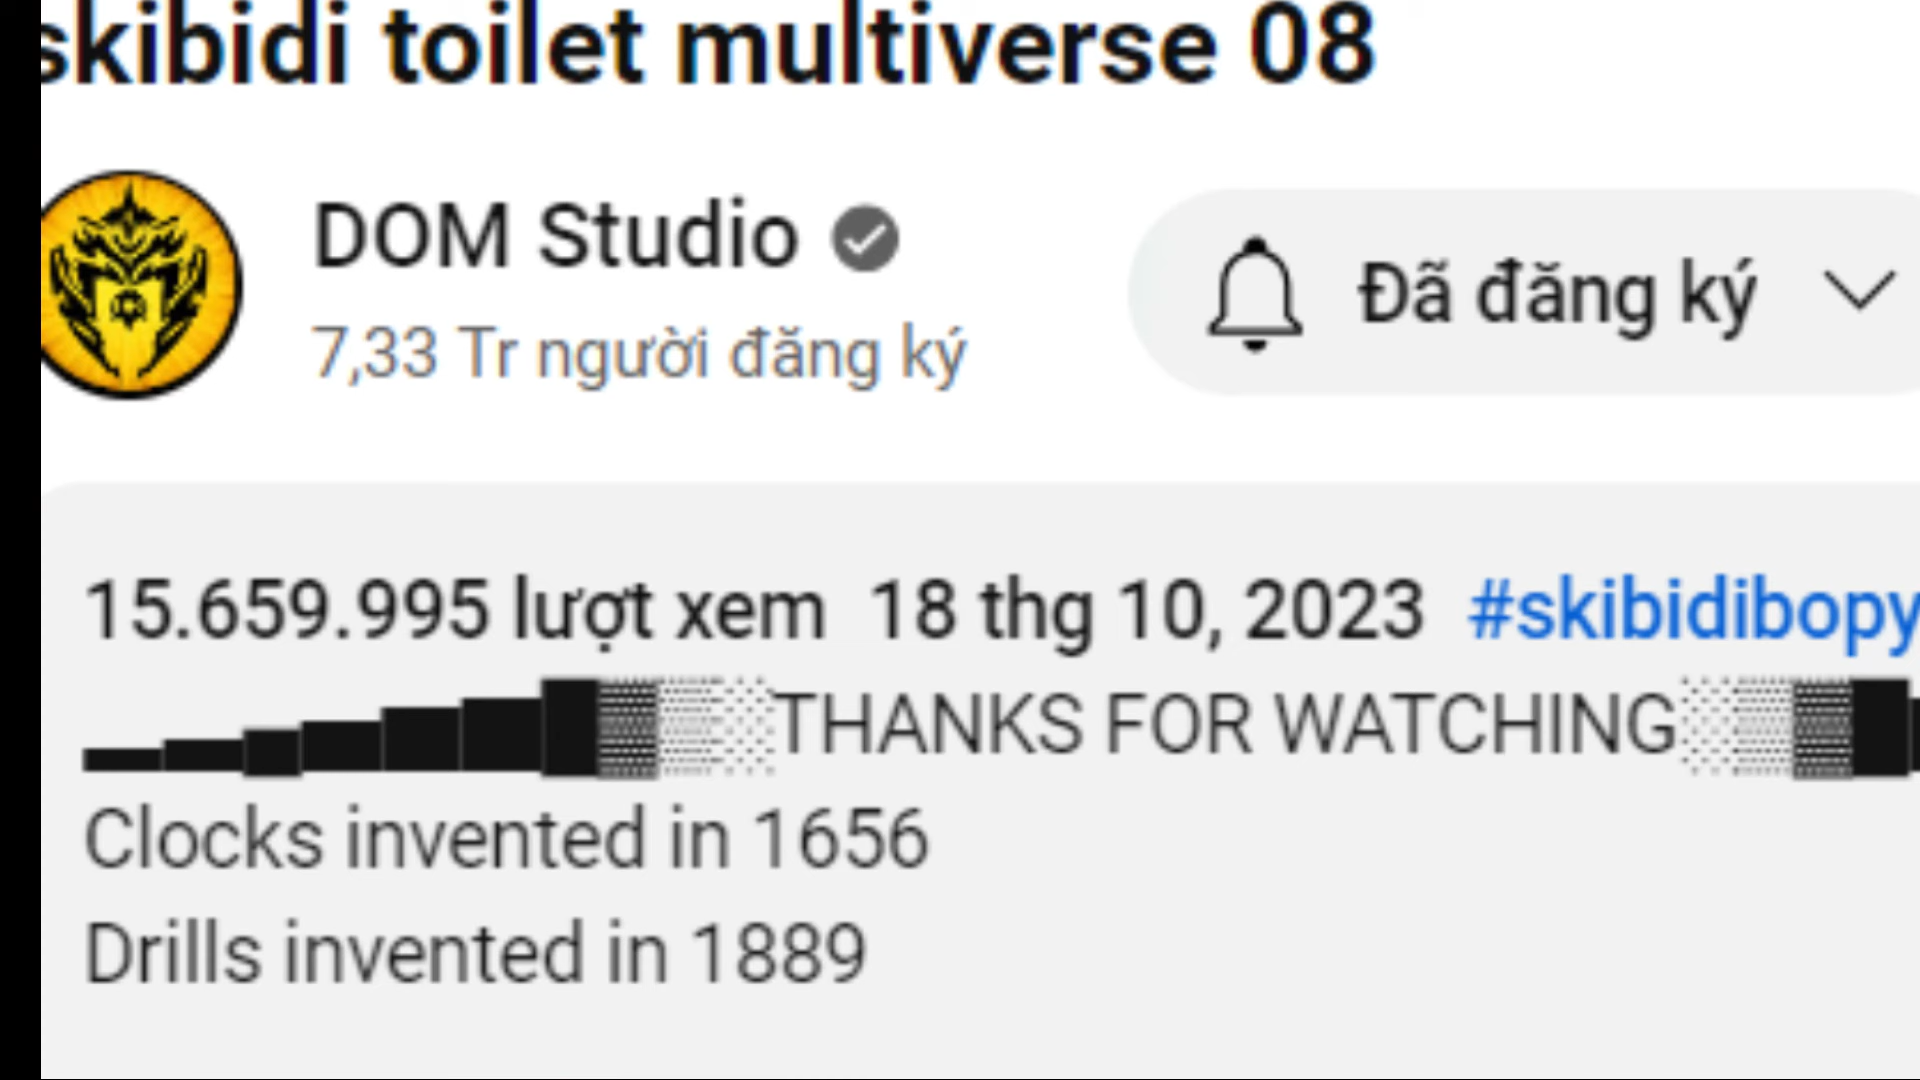 skibidi toilet multiverse 08
DOM Studio
Đã đăng ký
7,33 Tr người đăng ký
15.659.995 lượt xem 18 thg 10, 2023 #skibidibopy
THANKS FOR WATCHING
Clocks invented in 1656
Drills invented in 1889